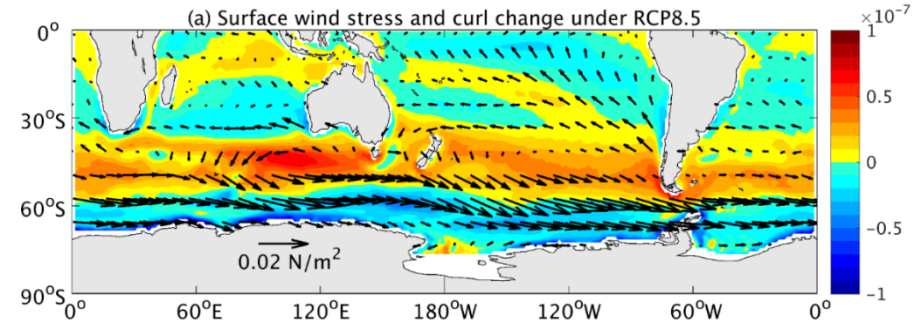 (a) Surface wind stress and curl change under RCP8.5
×10⁻⁷
0°
30°S
60°S
90°S
0.02 N/m²
0° 60°E 120°E 180°W 120°W 60°W 0°
1
0.5
0
−0.5
−1